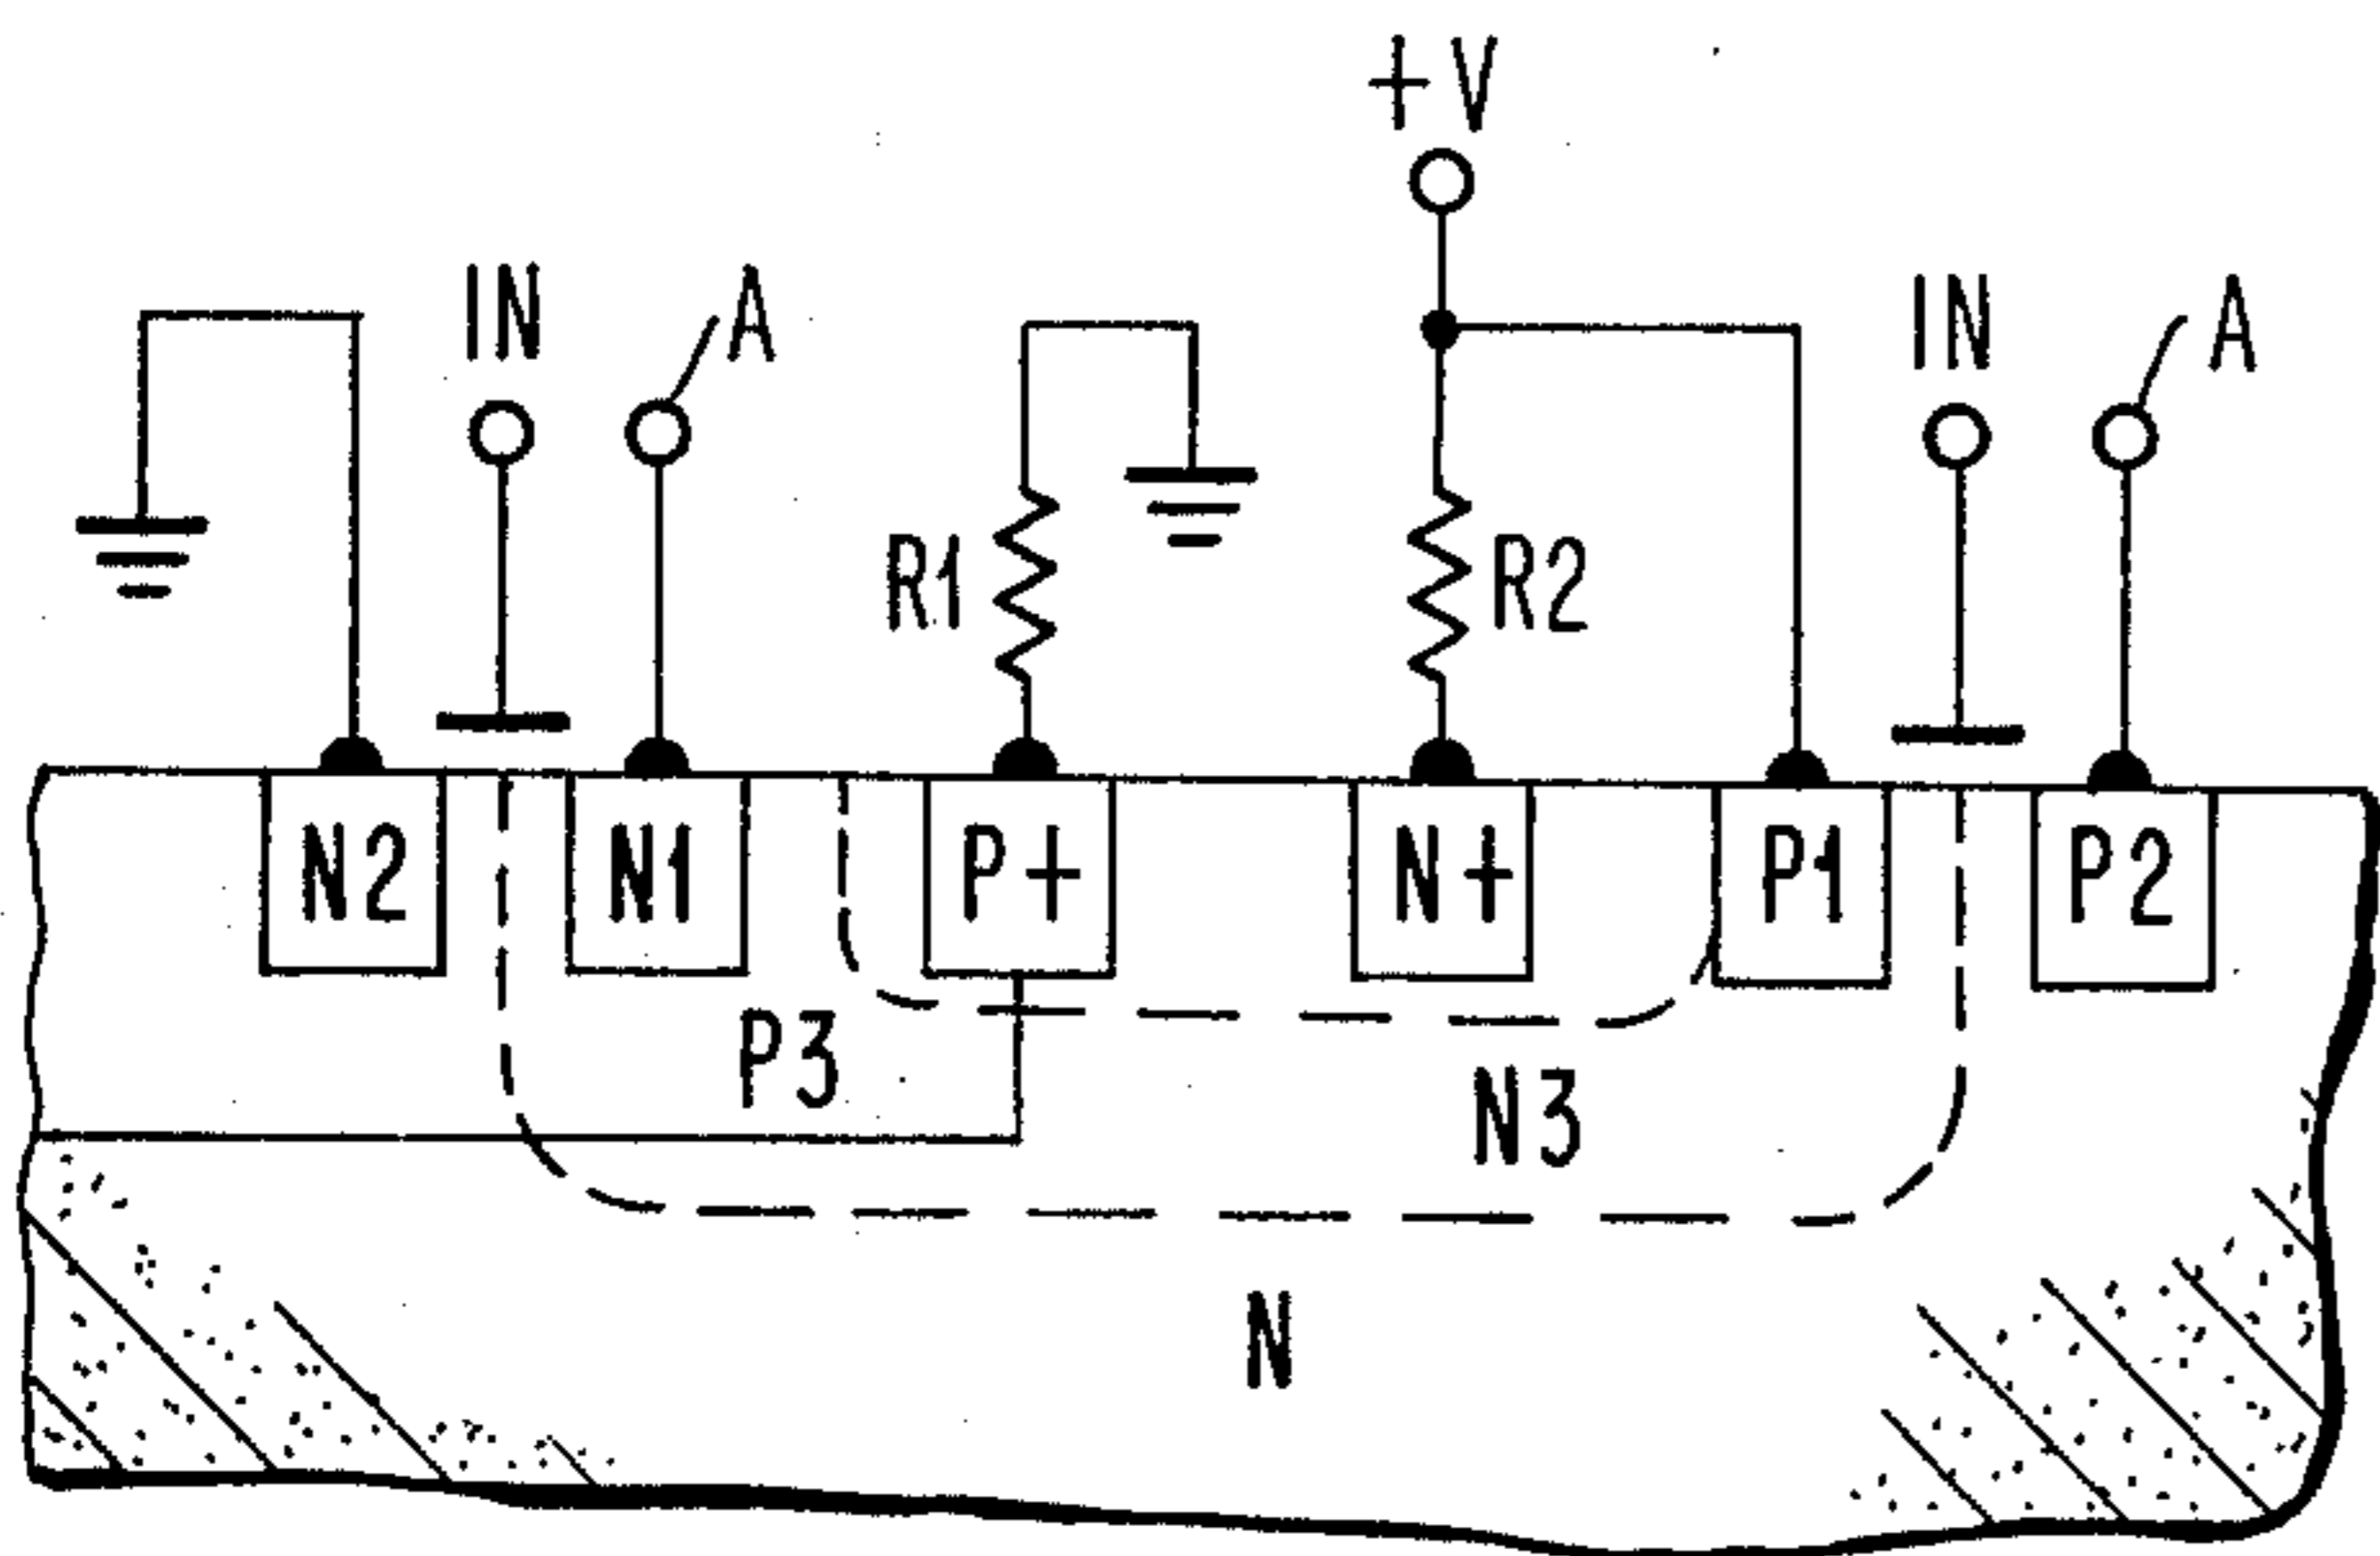 +V
IN A IN A
R1 R2
N2 N1 P+ N+ P1 P2
P3
N3
N